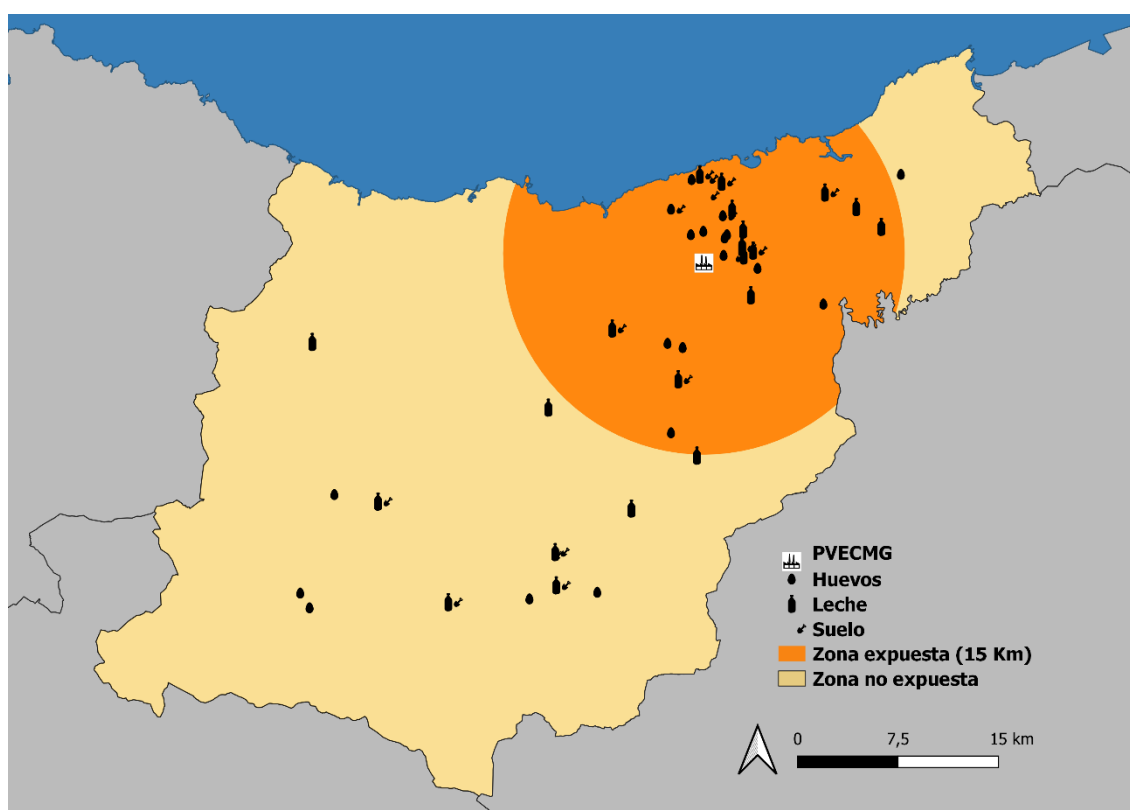 PVECMG
Huevos
Leche
Suelo
Zona expuesta (15 Km)
Zona no expuesta
0 7,5 15 km